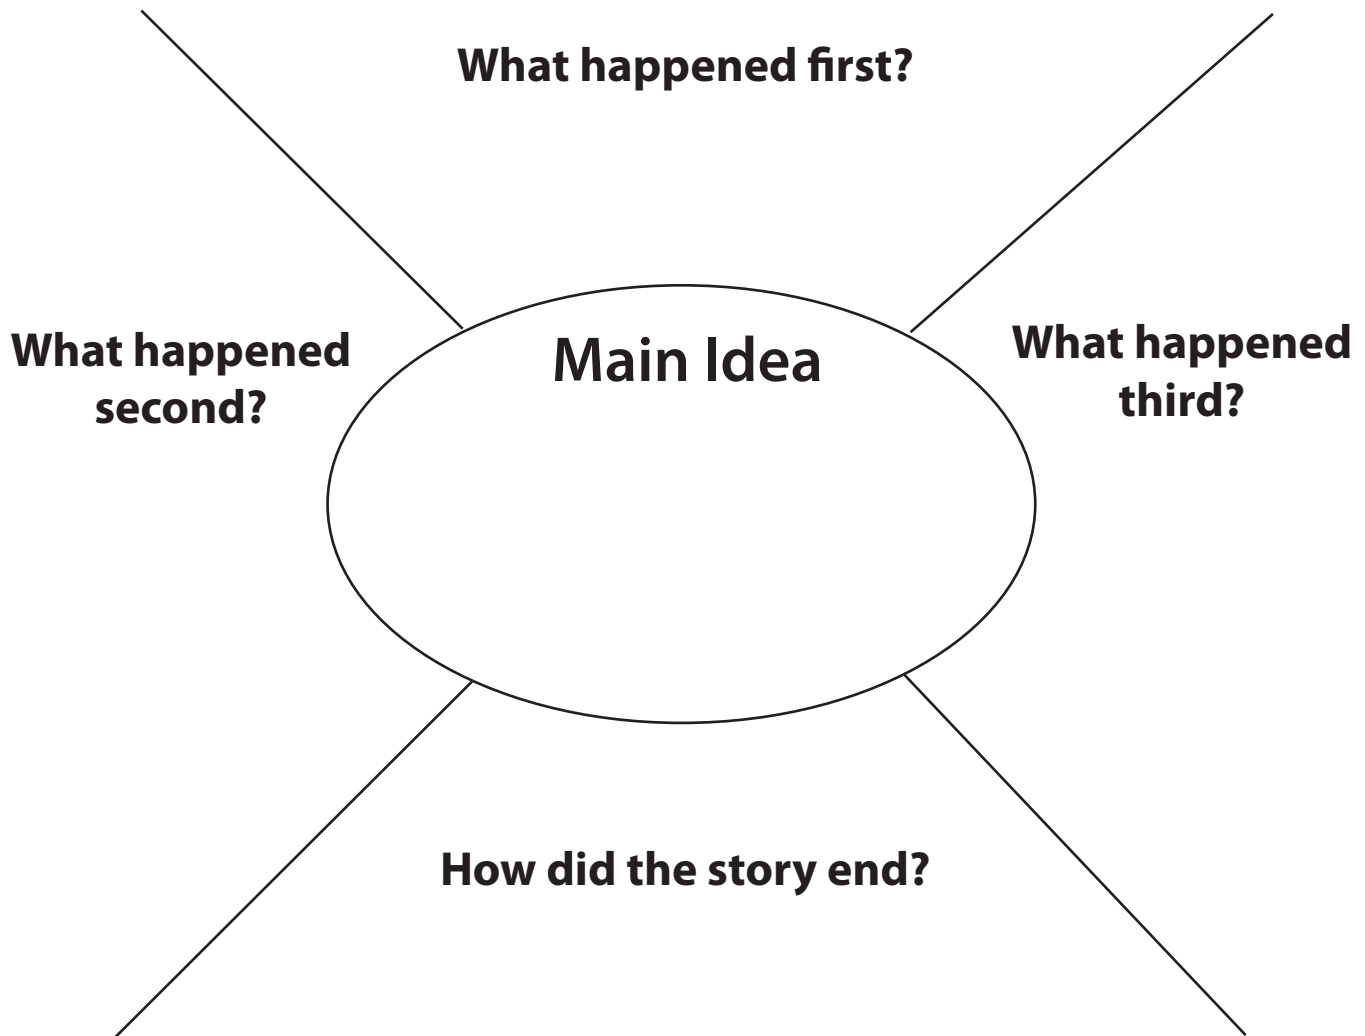 What happened first?
What happened
second?
Main Idea
What happened
third?
How did the story end?